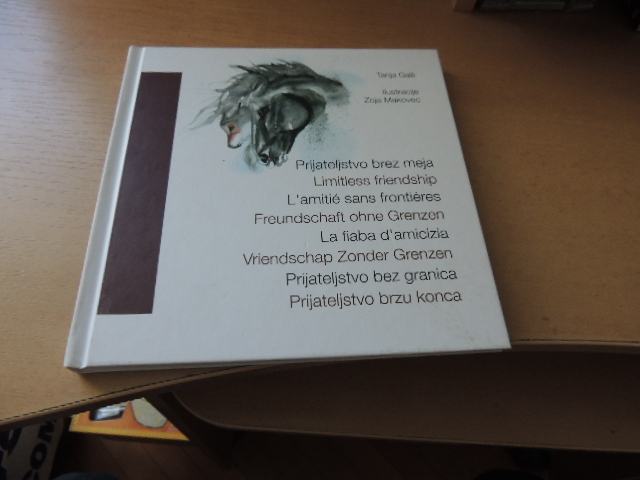 Tanja Galli
Ilustracije
Zoja Makovec
Prijateljstvo brez meja
Limitless friendship
L'amitié sans frontières
Freundschaft ohne Grenzen
La fiaba d'amicizia
Vriendschap Zonder Grenzen
Prijateljstvo bez granica
Prijateljstvo brzu konca